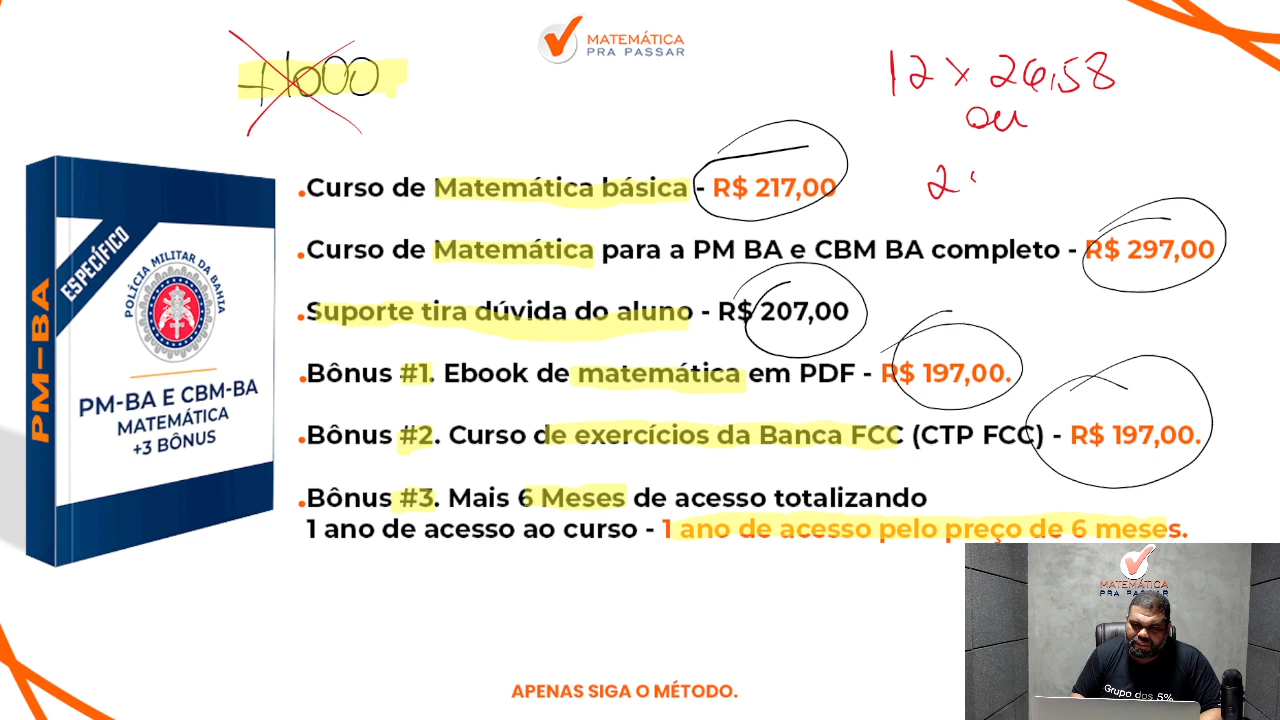 MATEMÁTICA
PRA PASSAR
+1000
12 x 26,58
ou
2
.Curso de Matemática básica - R$ 217,00
.Curso de Matemática para a PM BA e CBM BA completo - R$ 297,00
.Suporte tira dúvida do aluno - R$ 207,00
.Bônus #1. Ebook de matemática em PDF - R$ 197,00.
.Bônus #2. Curso de exercícios da Banca FCC (CTP FCC) - R$ 197,00.
.Bônus #3. Mais 6 Meses de acesso totalizando
1 ano de acesso ao curso - 1 ano de acesso pelo preço de 6 meses.
PM-BA
ESPECÍFICO
POLÍCIA MILITAR DA BAHIA
PM-BA E CBM-BA
MATEMÁTICA
+3 BÔNUS
MATEMÁTICA
PRA PASSAR
Grupo dos 5%
APENAS SIGA O MÉTODO.